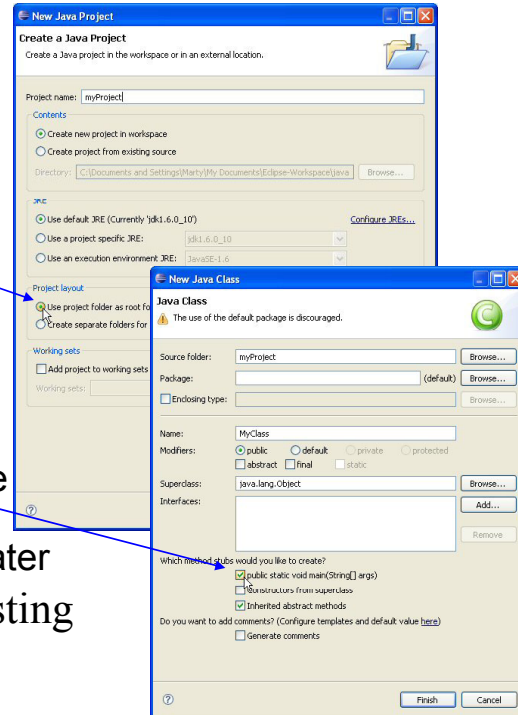 New Java Project
Create a Java Project
Create a Java project in the workspace or in an external location.
Project name: myProject
Contents
Create new project in workspace
Create project from existing source
Directory: C:\Documents and Settings\Marty\My Documents\Eclipse-Workspace\java Browse...
JRE
Use default JRE (Currently 'jdk1.6.0_10') Configure JREs...
Use a project specific JRE: jdk1.6.0_10
Use an execution environment JRE: JavaSE-1.6
Project layout
Use project folder as root fo
Create separate folders for
Working sets
Add project to working sets
Working sets:
?
New Java Class
Java Class
The use of the default package is discouraged.
Source folder: myProject Browse...
Package: (default) Browse...
Enclosing type: Browse...
Name: MyClass
Modifiers: public default private protected
abstract final static
Superclass: java.lang.Object Browse...
Interfaces: Add...
Remove
Which method stubs would you like to create?
public static void main(String[] args)
Constructors from superclass
Inherited abstract methods
Do you want to add comments? (Configure templates and default value here)
Generate comments
? Finish Cancel
e
ater
sting